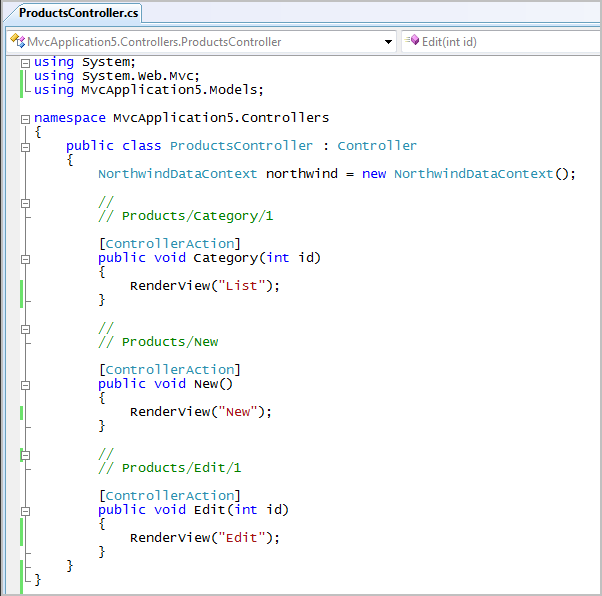 ProductsController.cs
MvcApplication5.Controllers.ProductsController
Edit(int id)
using System;
using System.Web.Mvc;
using MvcApplication5.Models;
namespace MvcApplication5.Controllers
{
public class ProductsController : Controller
{
NorthwindDataContext northwind = new NorthwindDataContext();
//
// Products/Category/1
[ControllerAction]
public void Category(int id)
{
RenderView("List");
}
//
// Products/New
[ControllerAction]
public void New()
{
RenderView("New");
}
//
// Products/Edit/1
[ControllerAction]
public void Edit(int id)
{
RenderView("Edit");
}
}
}